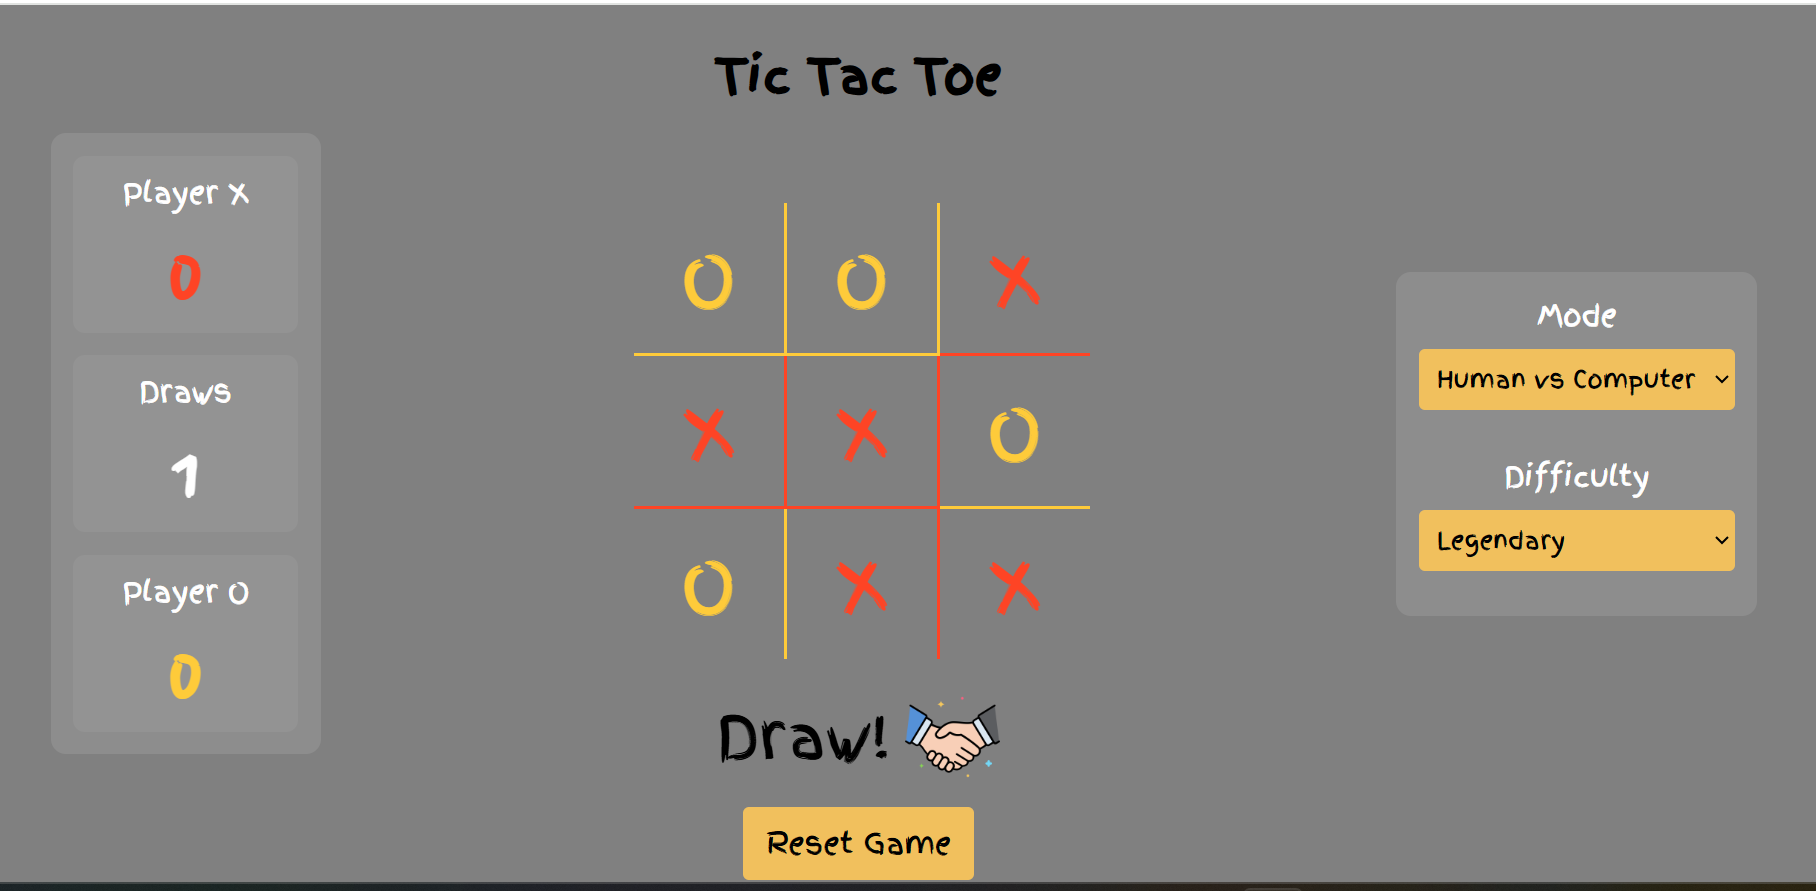 Tic Tac Toe
Player X
0
Draws
1
Player O
0
O O X
X X O
O X X
Draw!
Reset Game
Mode
Human vs Computer
Difficulty
Legendary